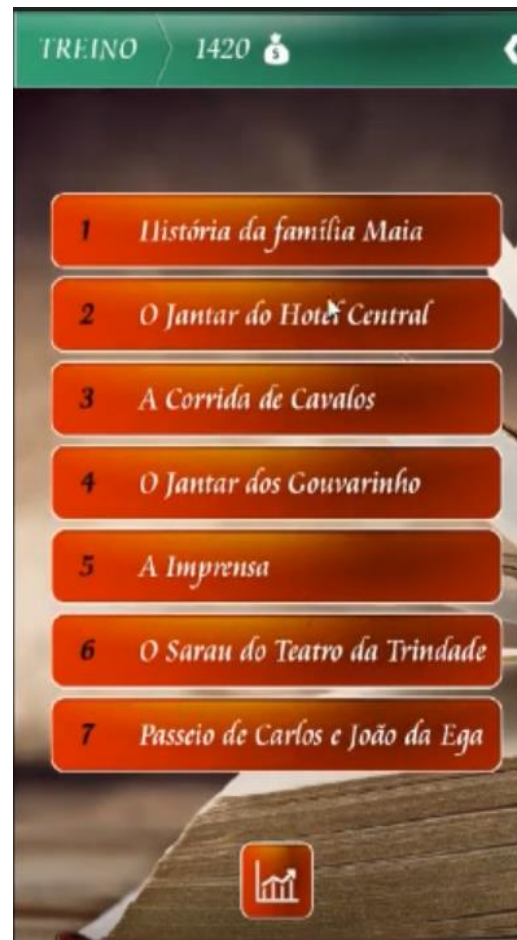 TREINO 1420
1 História da família Maia
2 O Jantar do Hotel Central
3 A Corrida de Cavalos
4 O Jantar dos Gouvarinho
5 A Imprensa
6 O Sarau do Teatro da Trindade
7 Passeio de Carlos e João da Ega